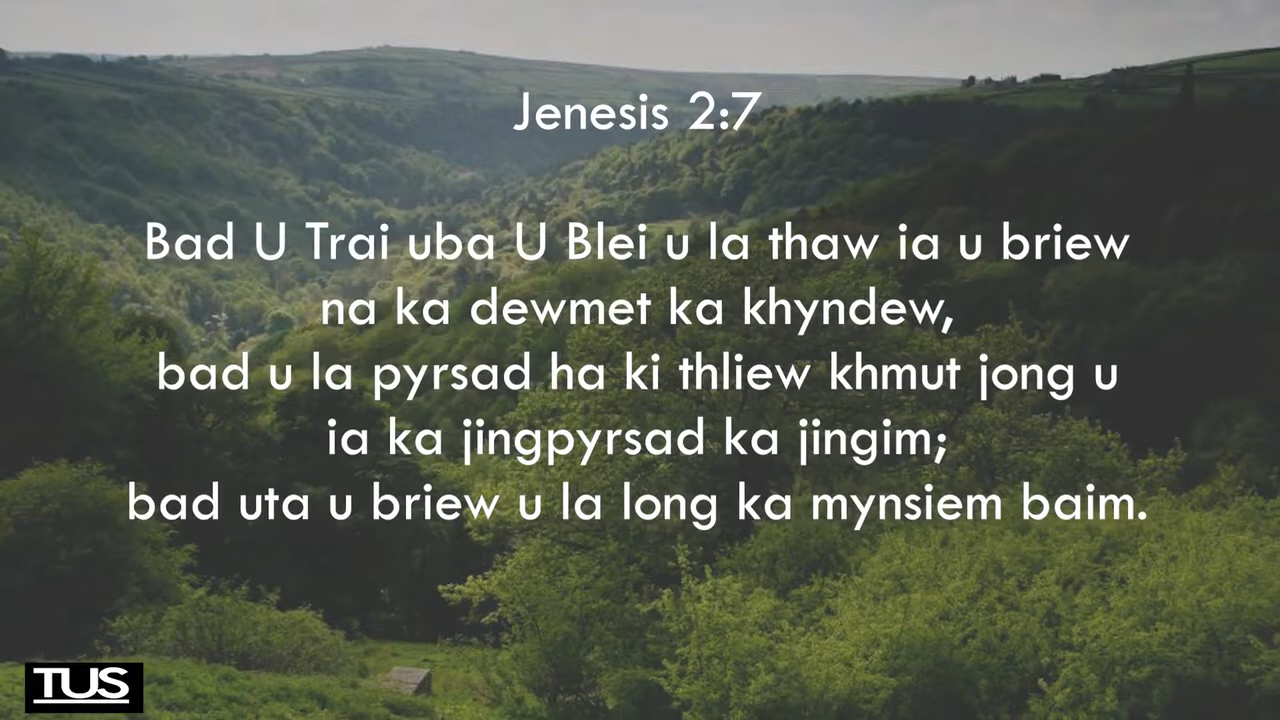 Jenesis 2:7
Bad U Trai uba U Blei u la thaw ia u briew
na ka dewmet ka khyndew,
bad u la pyrsad ha ki thliew khmut jong u
ia ka jingpyrsad ka jingim;
bad uta u briew u la long ka mynsiem baim.
TUS